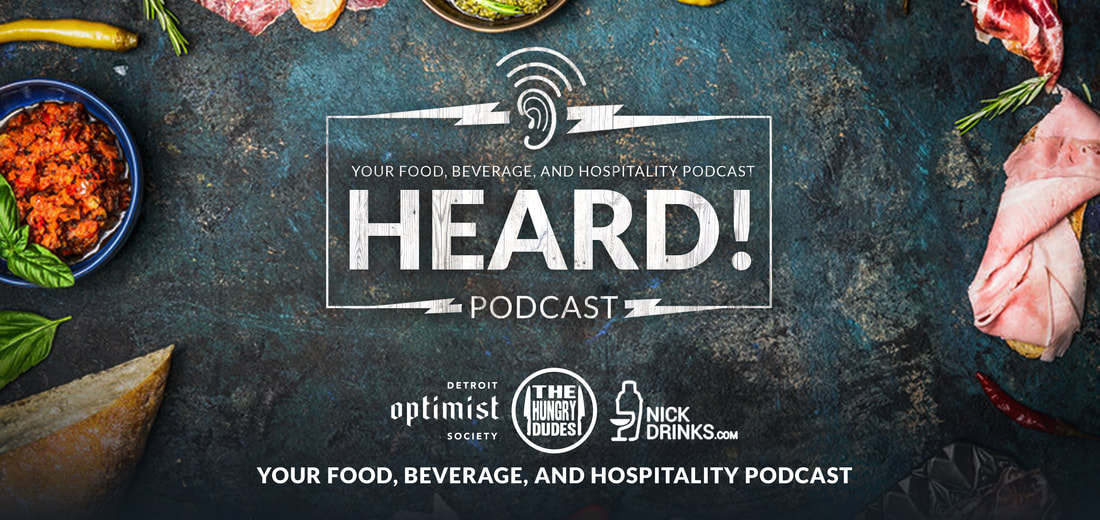 YOUR FOOD, BEVERAGE, AND HOSPITALITY PODCAST
HEARD!
PODCAST
DETROIT
optimist
SOCIETY
THE
HUNGRY
DUDES
NICK
DRINKS.COM
YOUR FOOD, BEVERAGE, AND HOSPITALITY PODCAST